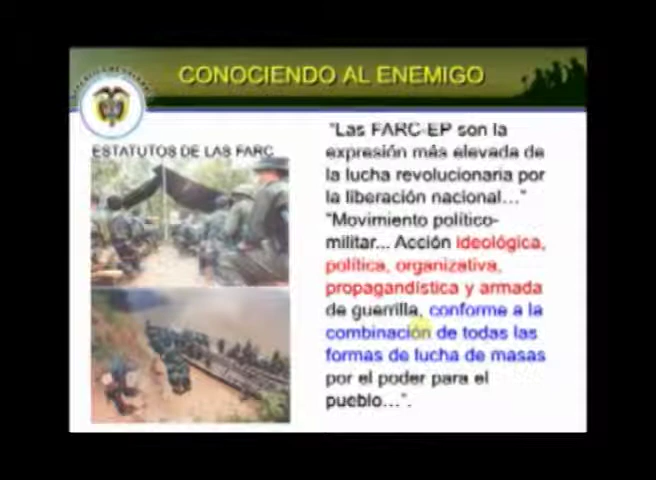 CONOCIENDO AL ENEMIGO
ESTATUTOS DE LAS FARC
"Las FARC-EP son la
expresión más elevada de
la lucha revolucionaria por
la liberación nacional..."
"Movimiento político-
militar... Acción ideológica,
política, organizativa,
propagandística y armada
de guerrilla, conforme a la
combinación de todas las
formas de lucha de masas
por el poder para el
pueblo...".